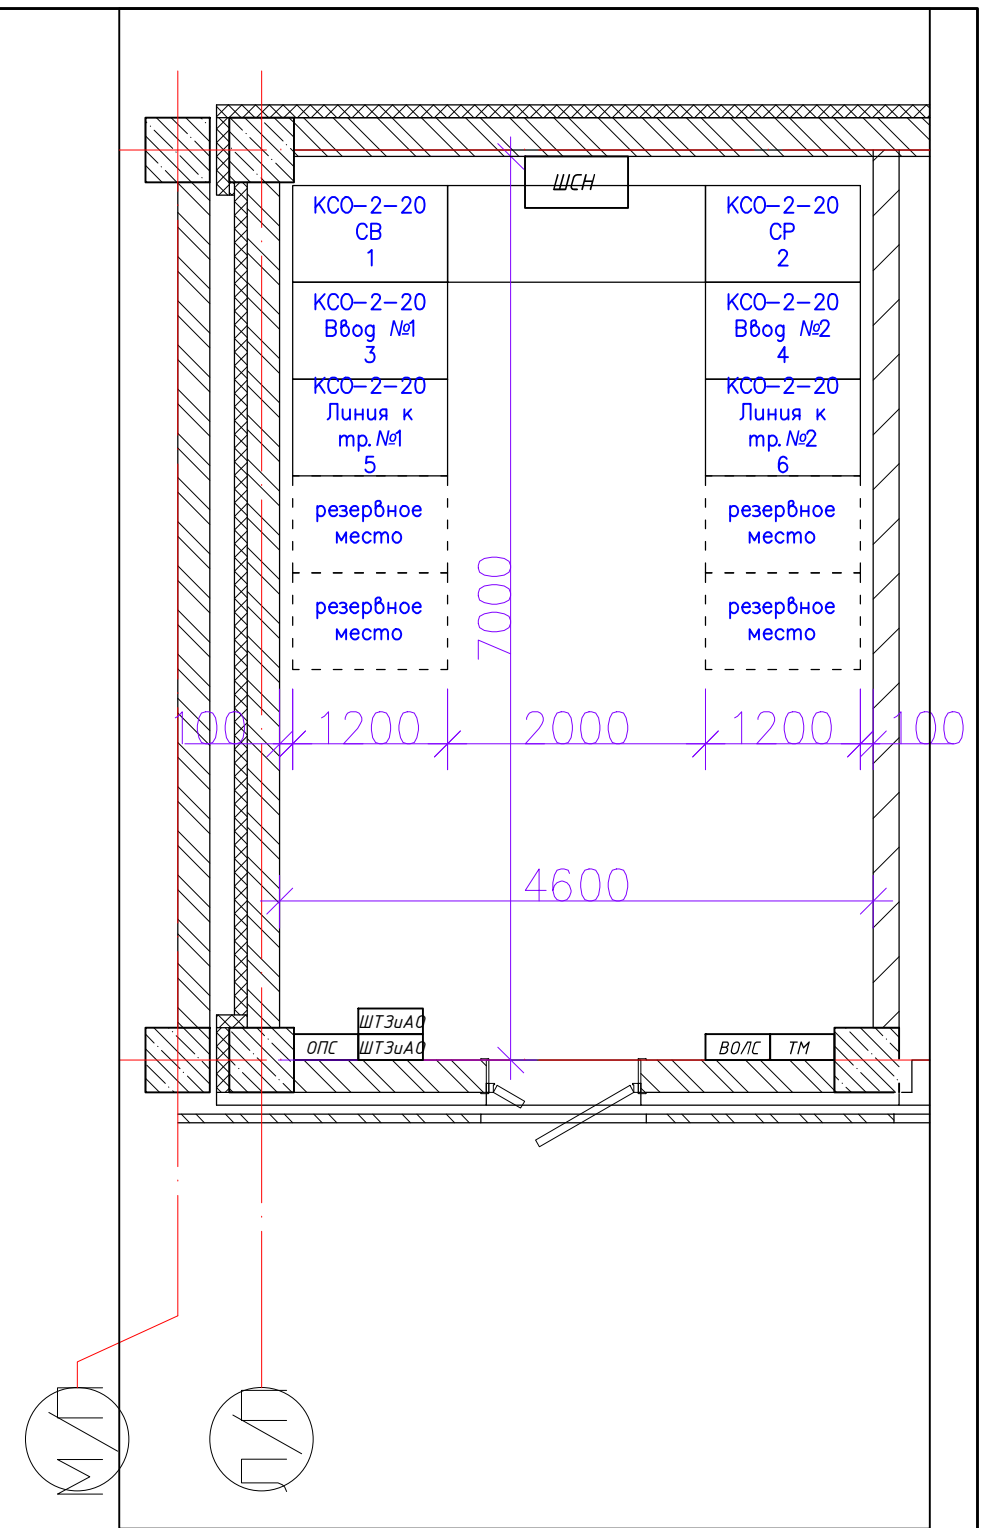 ШСН
КСО-2-20
СВ
1
КСО-2-20
СР
2
КСО-2-20
Ввод №1
3
КСО-2-20
Ввод №2
4
КСО-2-20
Линия к
тр.№1
5
КСО-2-20
Линия к
тр.№2
6
резервное
место
резервное
место
резервное
место
резервное
место
7000
100
1200
2000
1200
100
4600
ШТЗиАО
ОПС
ШТЗиАО
ВОЛС
ТМ